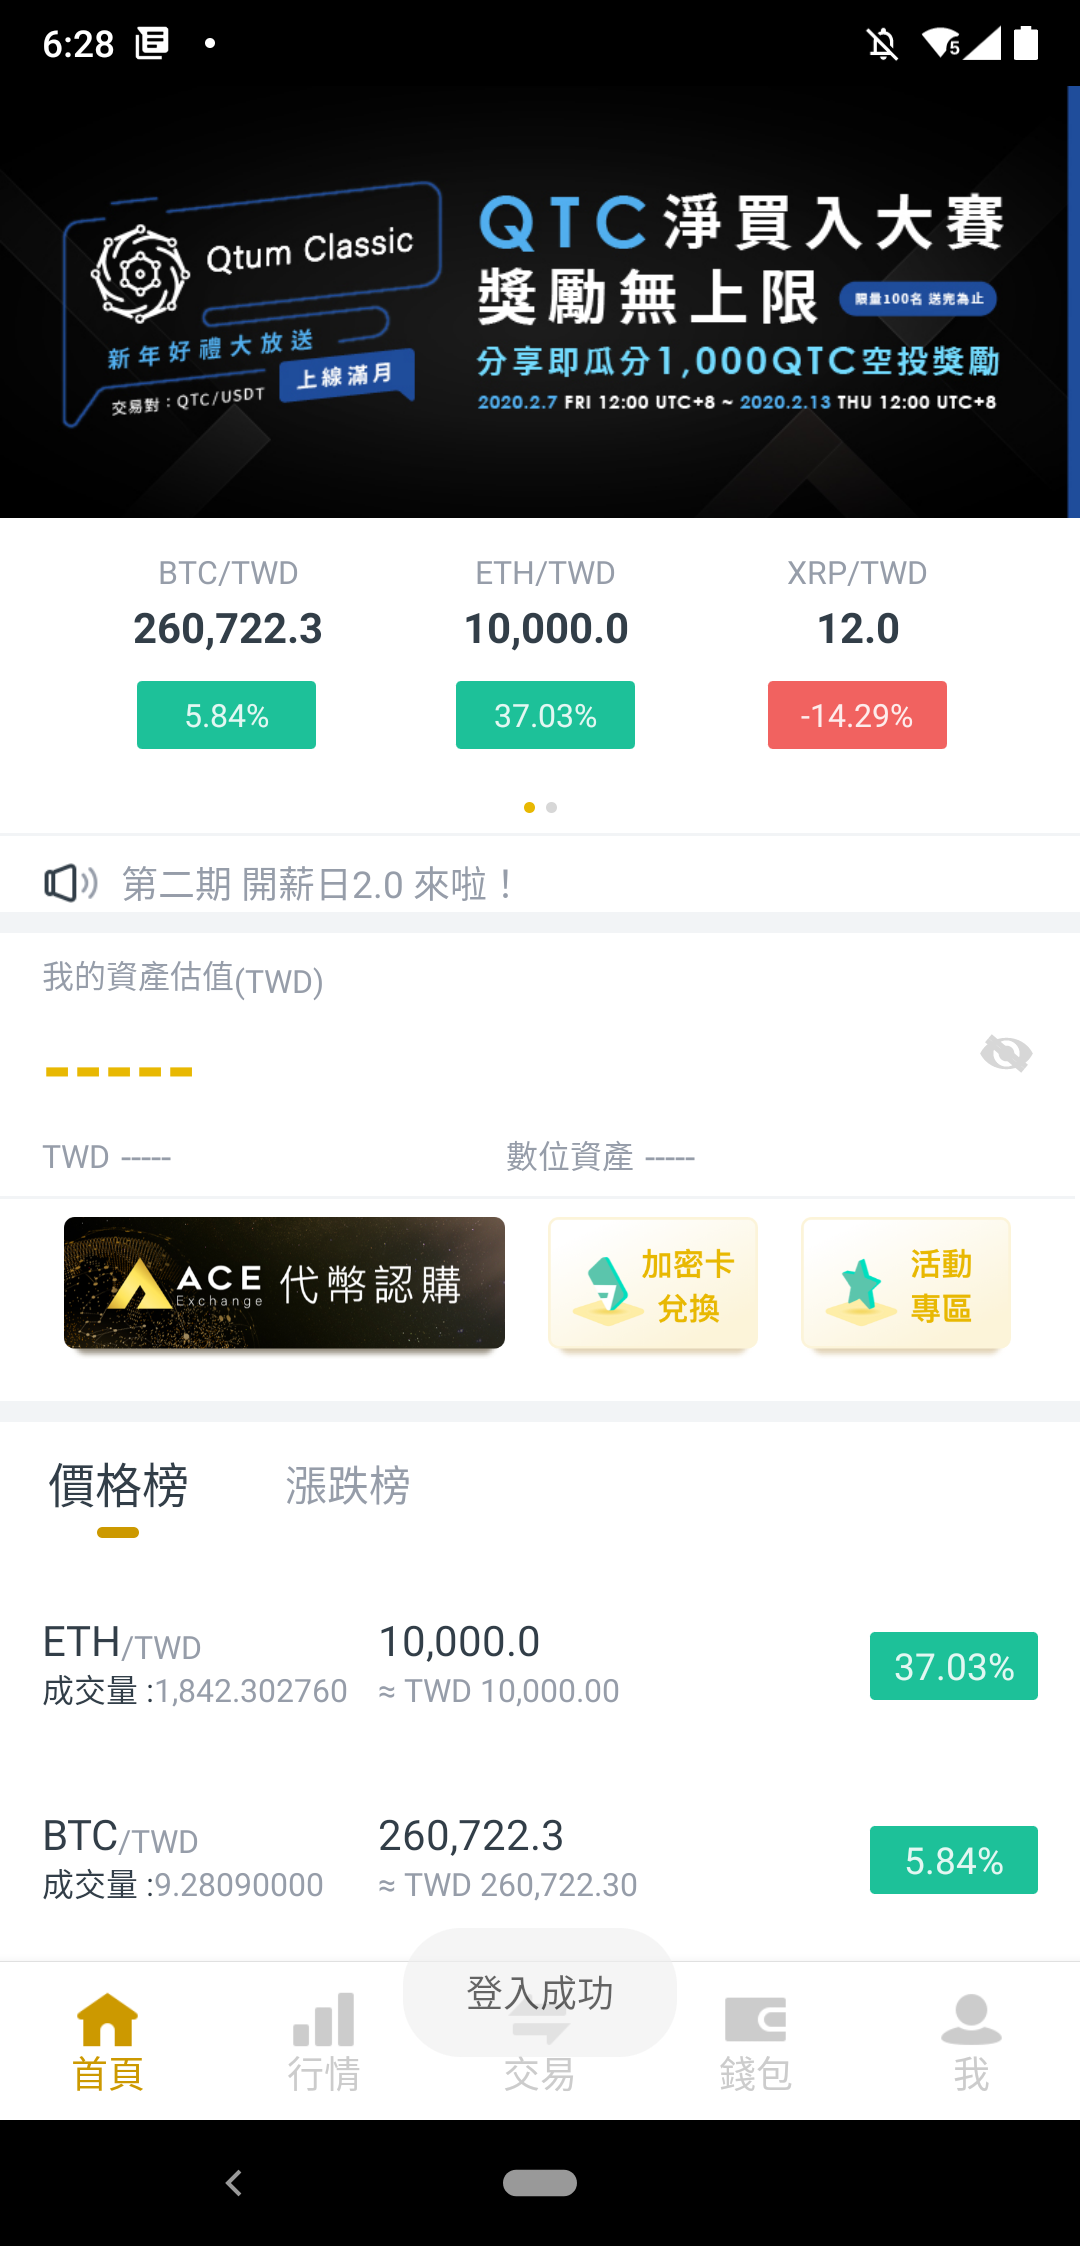 6:28
5
Qtum Classic
新年好禮大放送
上線滿月
交易對：QTC/USDT
QTC淨買入大賽
獎勵無上限
限量100名 送完為止
分享即瓜分1,000QTC空投獎勵
2020.2.7 FRI 12:00 UTC+8 ~ 2020.2.13 THU 12:00 UTC+8
BTC/TWD
260,722.3
5.84%
ETH/TWD
10,000.0
37.03%
XRP/TWD
12.0
-14.29%
第二期 開薪日2.0 來啦！
我的資產估值(TWD)
-----
TWD -----
數位資產 -----
ACE
Exchange
代幣認購
加密卡
兌換
活動
專區
價格榜
漲跌榜
ETH/TWD
成交量 :1,842.302760
10,000.0
≈ TWD 10,000.00
37.03%
BTC/TWD
成交量 :9.28090000
260,722.3
≈ TWD 260,722.30
5.84%
登入成功
首頁
行情
交易
錢包
我